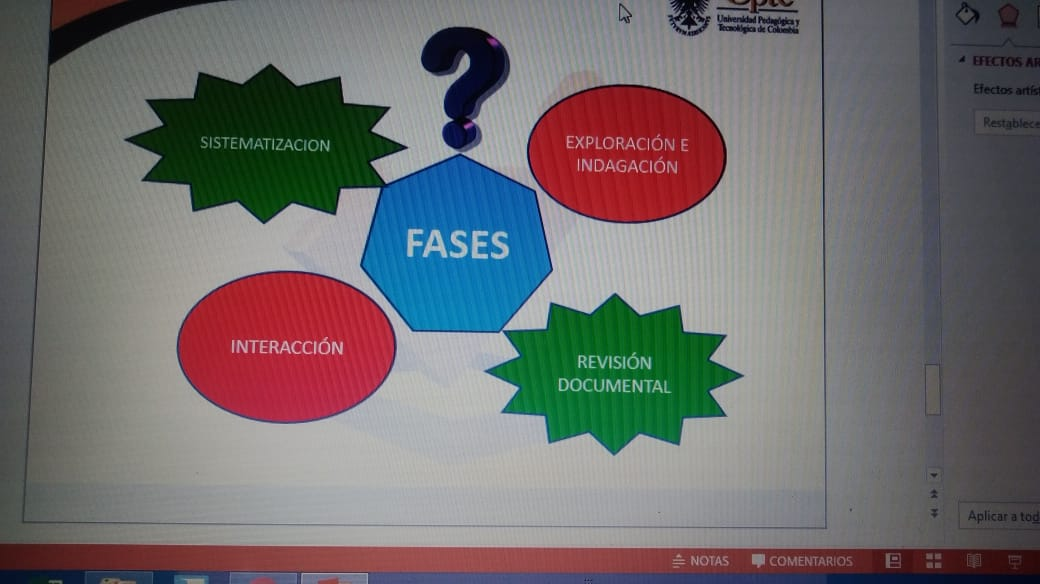 Uptc
Universidad Pedagógica y
Tecnológica de Colombia
SISTEMATIZACION
EXPLORACIÓN E
INDAGACIÓN
FASES
INTERACCIÓN
REVISIÓN
DOCUMENTAL
EFECTOS AR
Efectos artís
Restablece
Aplicar a tod
NOTAS
COMENTARIOS